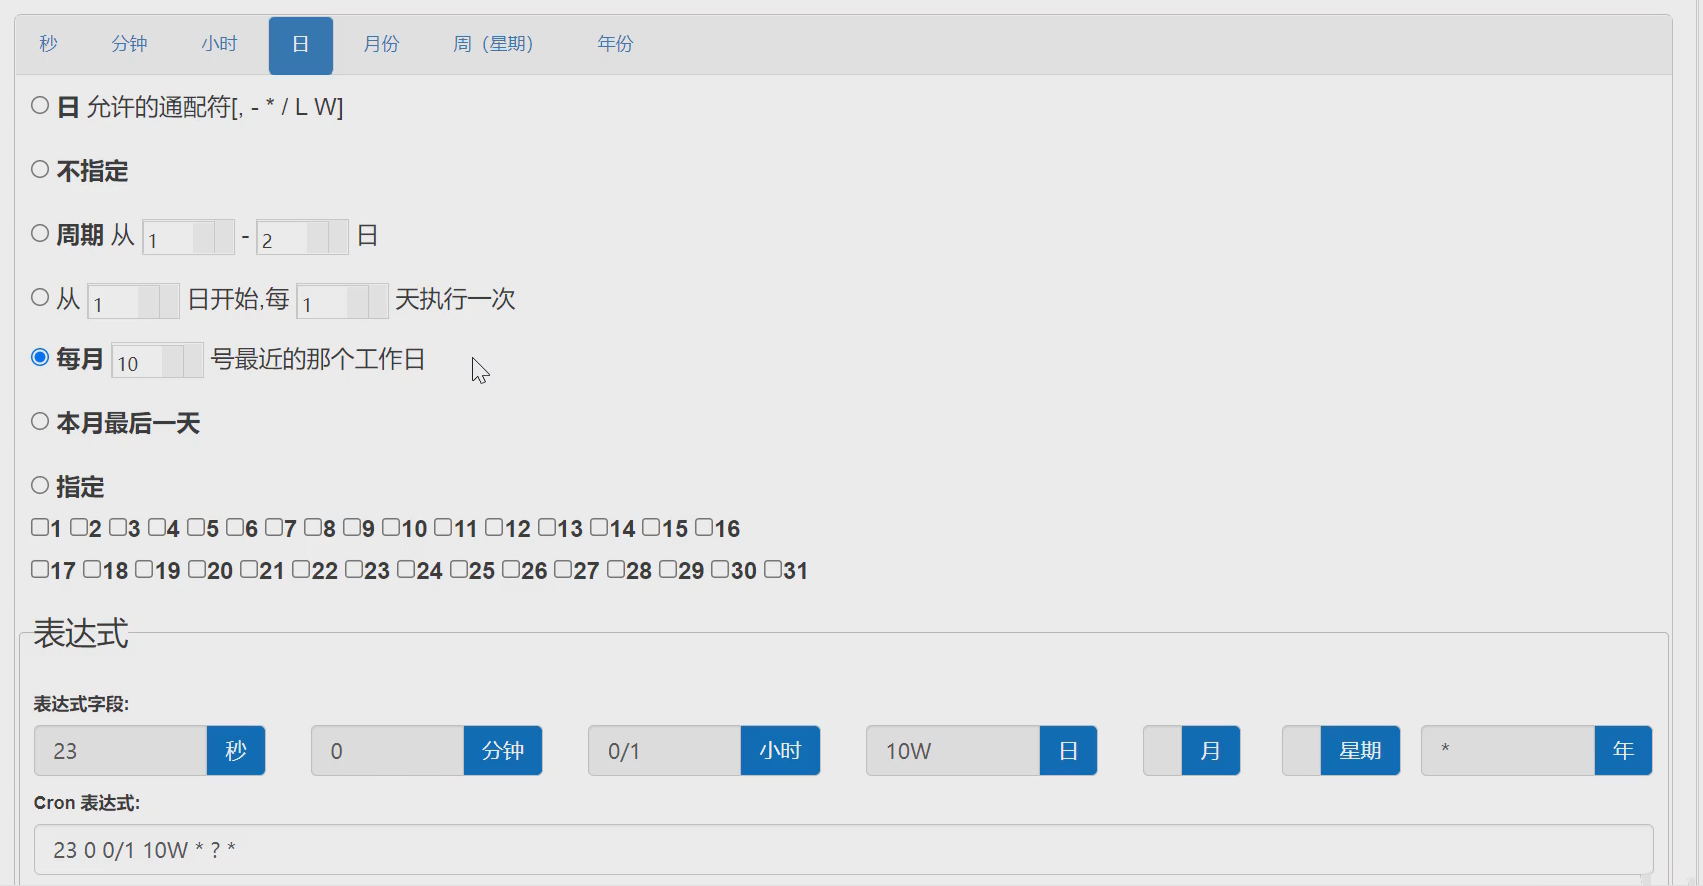 秒 分钟 小时 日 月份 周（星期） 年份
日 允许的通配符[, - * / L W]
不指定
周期 从 1 - 2 日
从 1 日开始,每 1 天执行一次
每月 10 号最近的那个工作日
本月最后一天
指定
1 2 3 4 5 6 7 8 9 10 11 12 13 14 15 16
17 18 19 20 21 22 23 24 25 26 27 28 29 30 31
表达式
表达式字段:
23 秒 0 分钟 0/1 小时 10W 日 月 星期 * 年
Cron 表达式:
23 0 0/1 10W * ? *